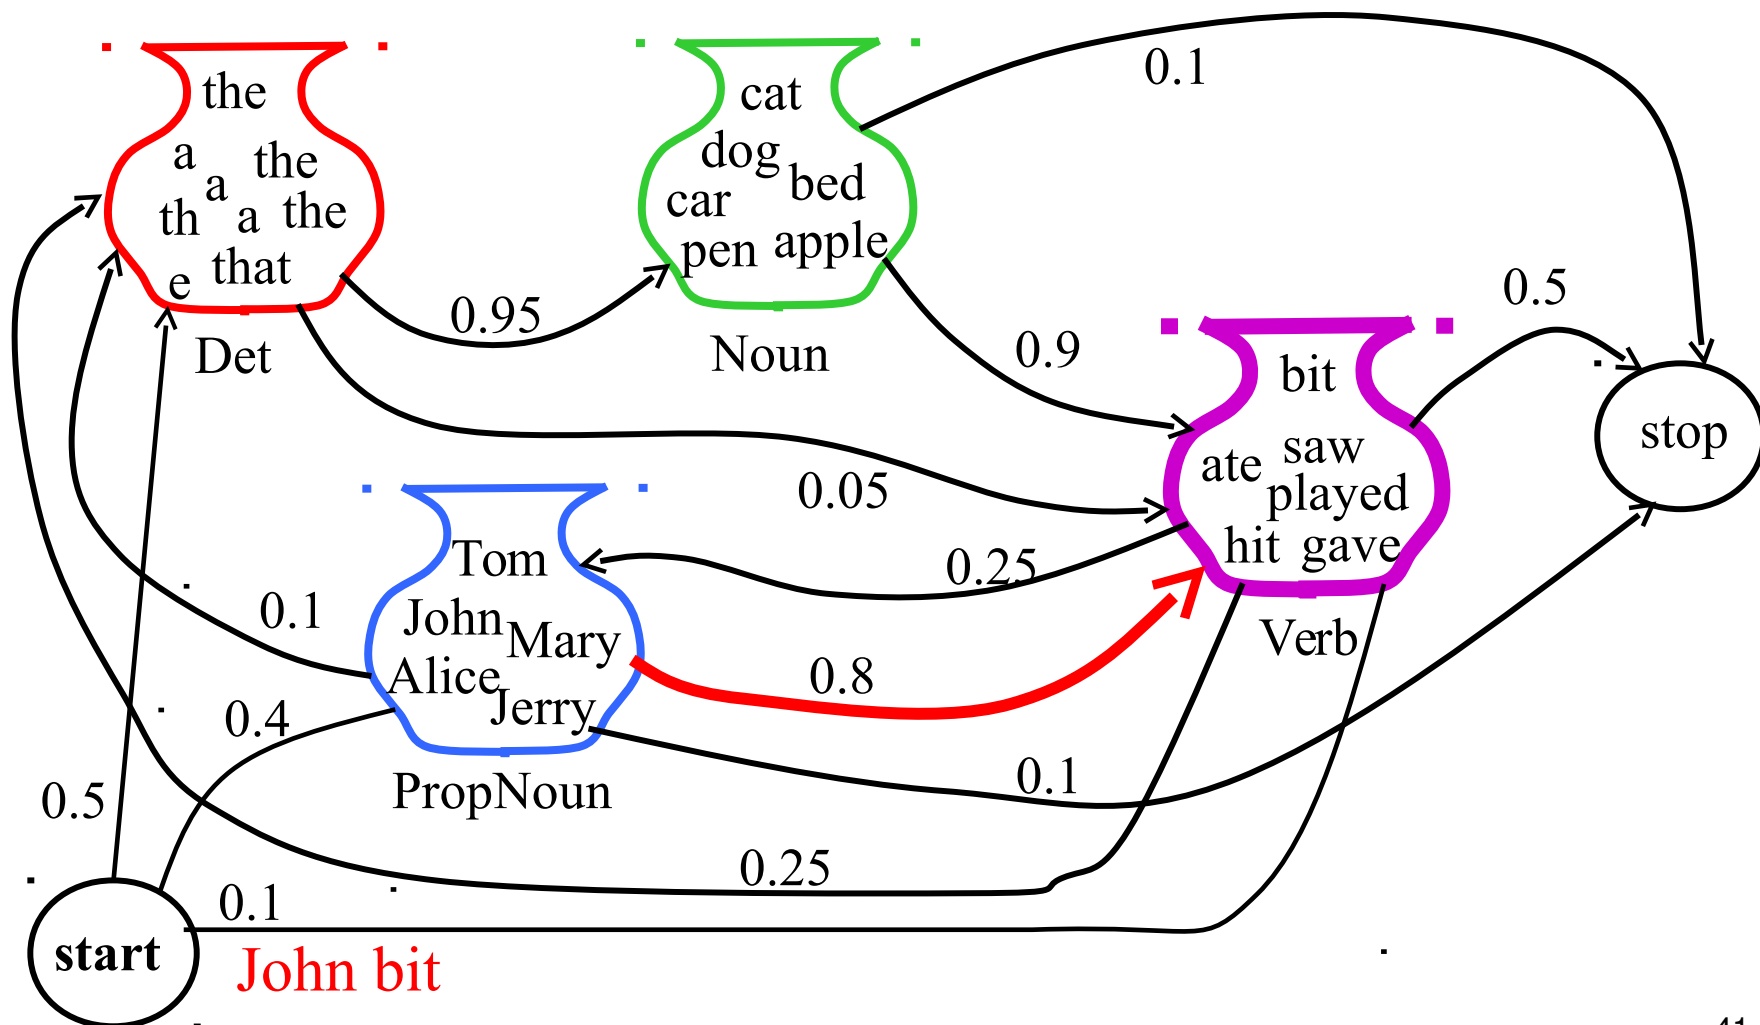 the
a the
a
th a the
that
e
Det
0.95
cat
dog
bed
car
apple
pen
Noun
0.1
0.9
0.5
bit
saw
ate
played
hit gave
Verb
stop
0.05
0.25
Tom
John
Mary
Alice
Jerry
PropNoun
0.1
0.4
0.5
0.8
0.1
0.25
0.1
start
John bit